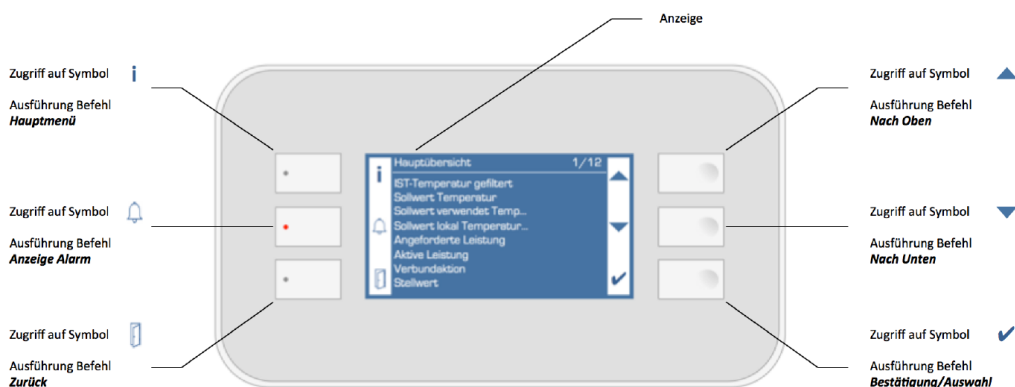 Anzeige
Zugriff auf Symbol i
Ausführung Befehl
Hauptmenü
Zugriff auf Symbol
Ausführung Befehl
Anzeige Alarm
Zugriff auf Symbol
Ausführung Befehl
Zurück
i
Hauptübersicht 1/12
IST-Temperatur gefiltert
Sollwert Temperatur
Sollwert verwendet Temp...
Sollwert lokal Temperatur...
Angeforderte Leistung
Aktive Leistung
Verbundaktion
Stellwert
Zugriff auf Symbol
Ausführung Befehl
Nach Oben
Zugriff auf Symbol
Ausführung Befehl
Nach Unten
Zugriff auf Symbol
Ausführung Befehl
Bestätigung/Auswahl